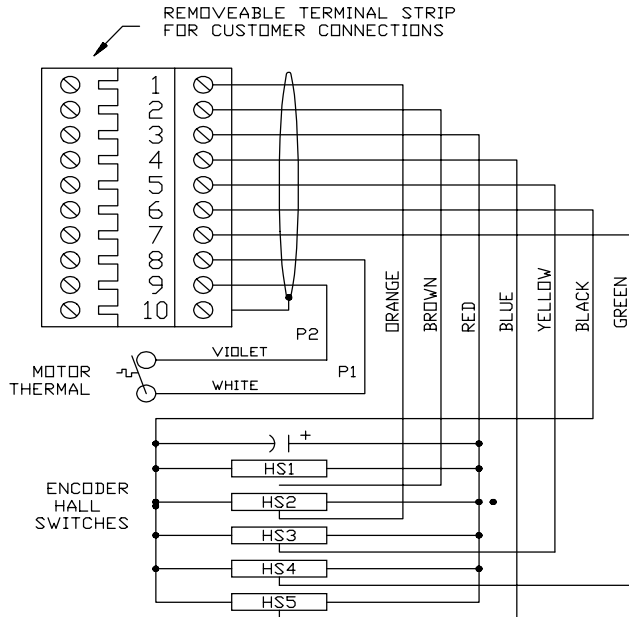 REMOVEABLE TERMINAL STRIP
FOR CUSTOMER CONNECTIONS
1
2
3
4
5
6
7
8
9
10
ORANGE
BROWN
RED
BLUE
YELLOW
BLACK
GREEN
P2
VIOLET
MOTOR
THERMAL
P1
WHITE
+
HS1
ENCODER
HALL
SWITCHES
HS2
HS3
HS4
HS5